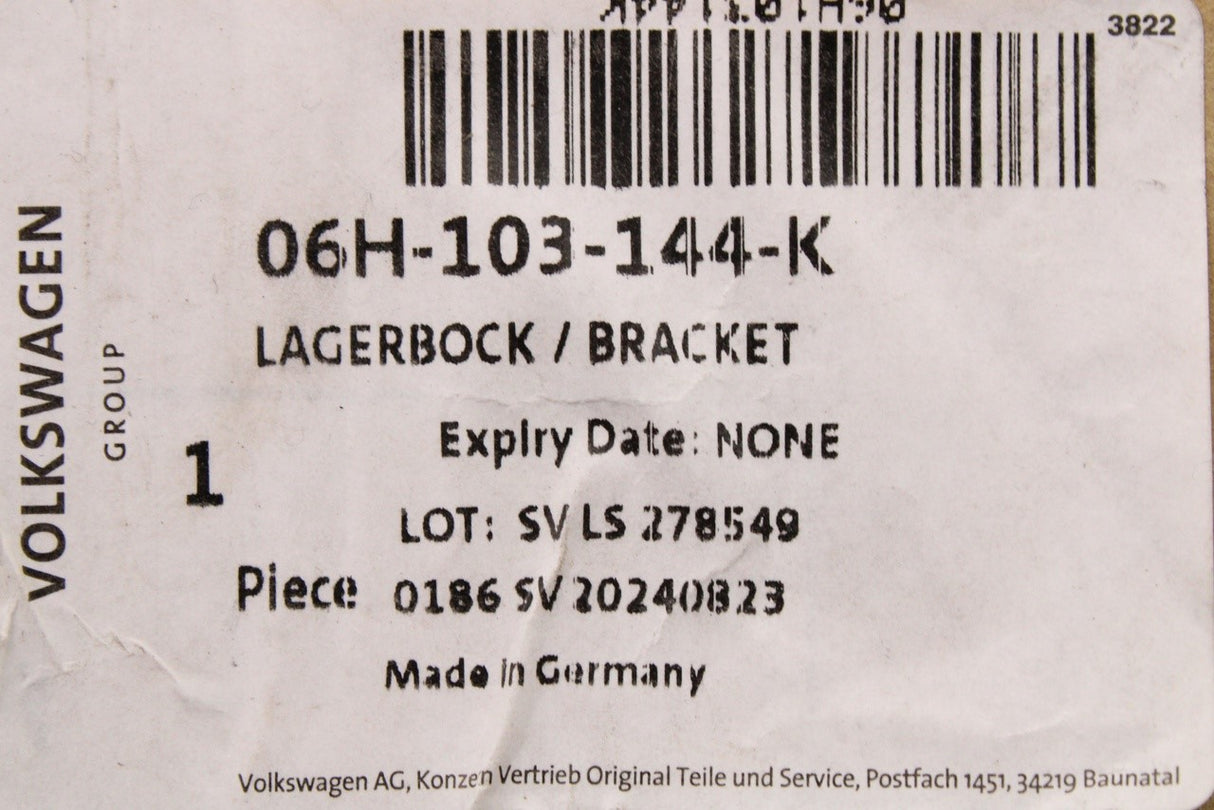 3822
06H-103-144-K
LAGERBOCK / BRACKET
Expiry Date: NONE
1
LOT: SV LS 278549
Piece 0186 SV 20240823
Made in Germany
Volkswagen AG, Konzen Vertrieb Original Teile und Service, Postfach 1451, 34219 Baunatal
VOLKSWAGEN
GROUP